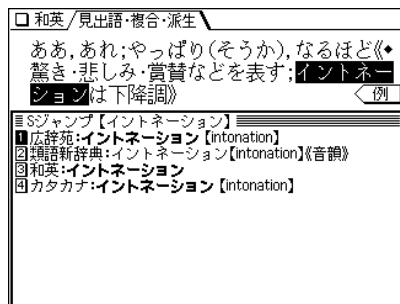 和英/見出語・複合・派生
ああ,あれ;やっぱり(そうか),なるほど《◆
驚き・悲しみ・賞賛などを表す;イントネー
ションは下降調》
例
Sジャンプ【イントネーション】
1広辞苑:イントネーション【intonation】
2類語新辞典:イントネーション【intonation】《音韻》
3和英:イントネーション
4カタカナ:イントネーション【intonation】